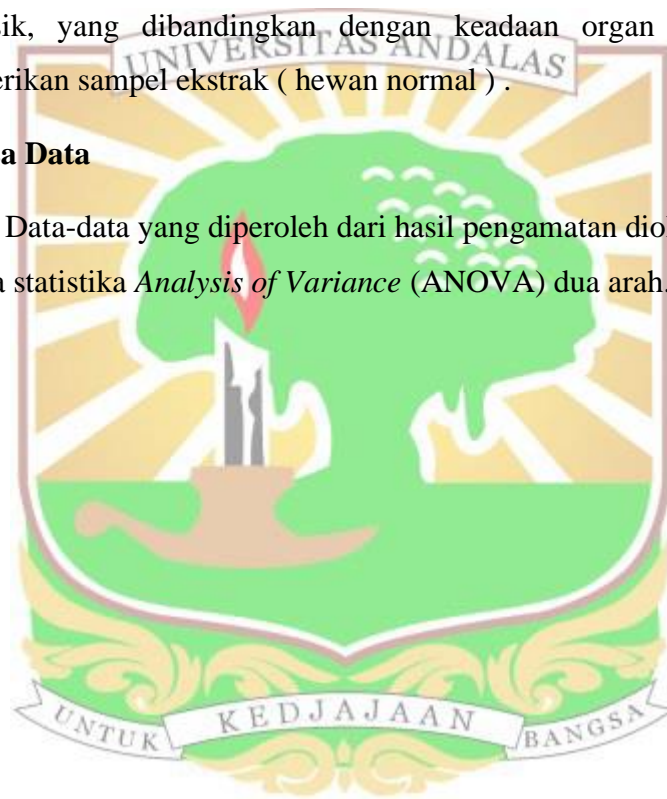 sik, yang dibandingkan dengan keadaan organ
UNIVERSITAS ANDALAS
erikan sampel ekstrak ( hewan normal ) .
a Data
Data-data yang diperoleh dari hasil pengamatan diol
a statistika Analysis of Variance (ANOVA) dua arah.
UNTUK KEDJAJAAN BANGSA